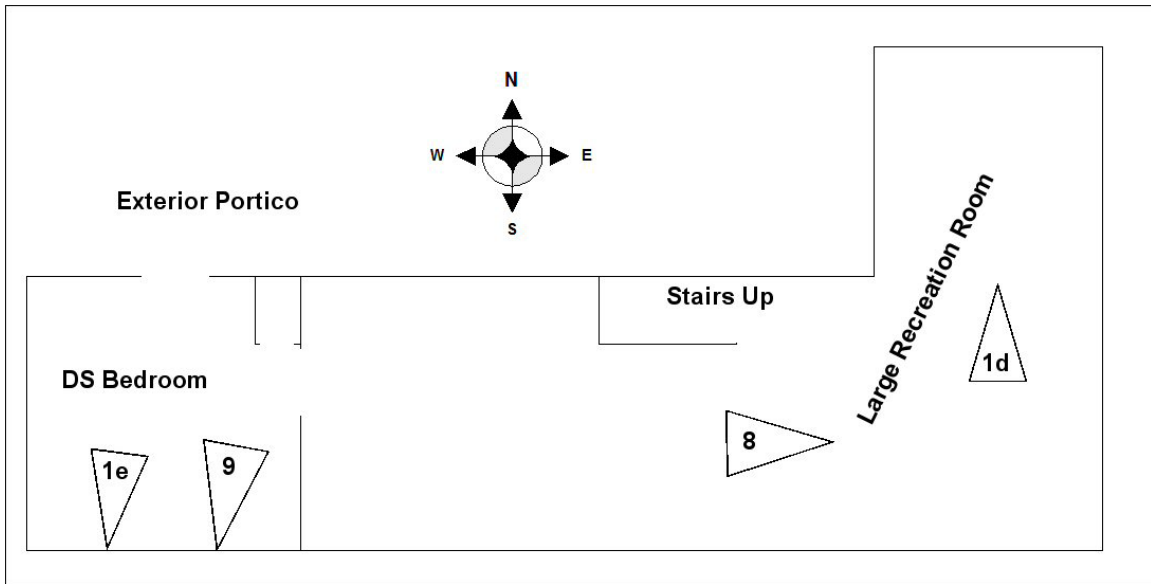 N
W
E
S
Exterior Portico
Large Recreation Room
Stairs Up
1d
DS Bedroom
8
1e
9